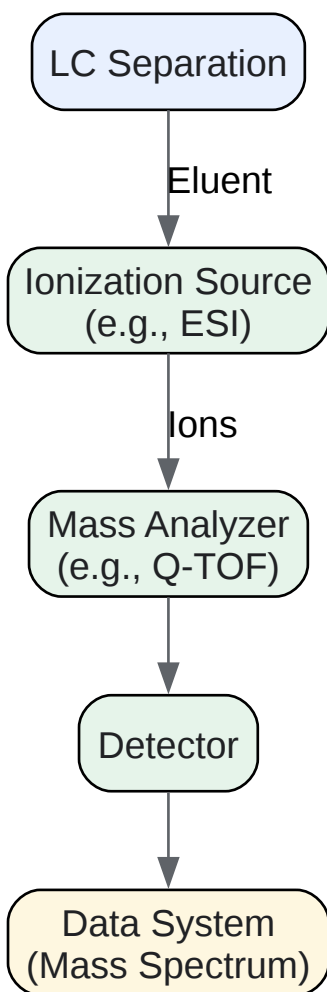 LC Separation
Eluent
Ionization Source
(e.g., ESI)
Ions
Mass Analyzer
(e.g., Q-TOF)
Detector
Data System
(Mass Spectrum)